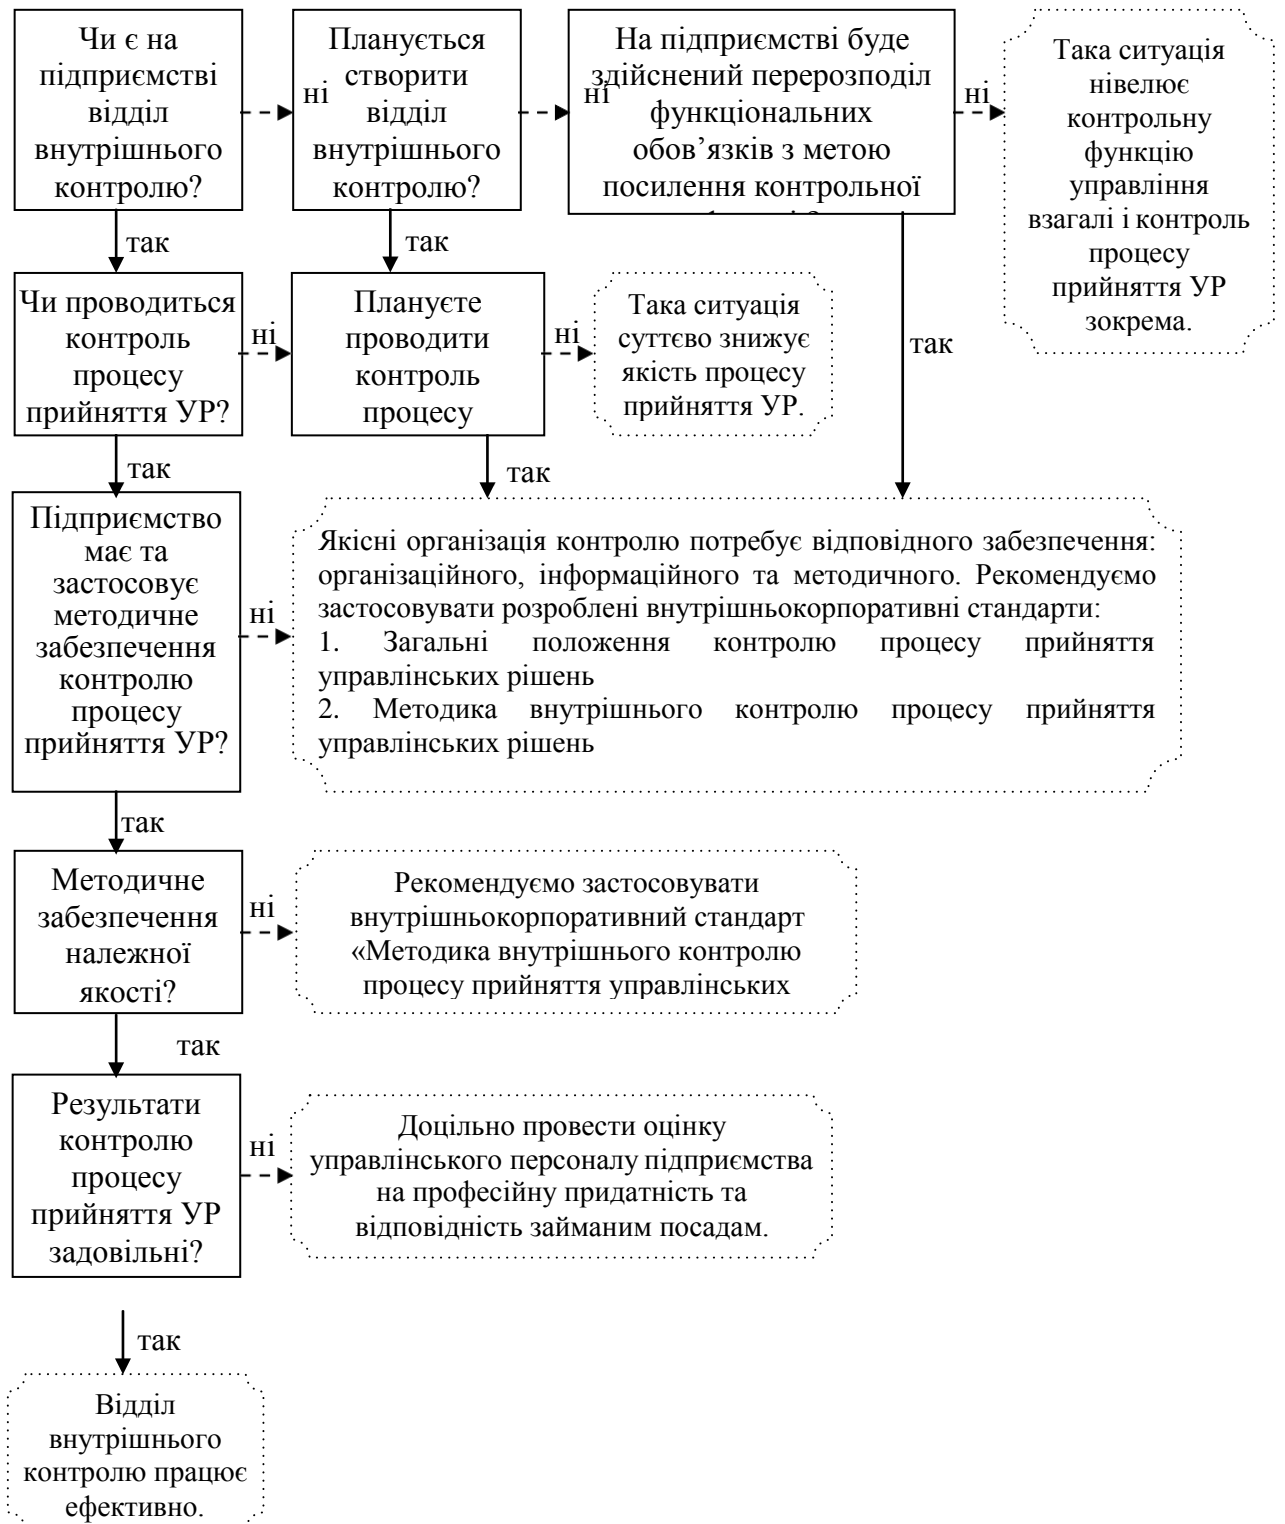 Чи є на
підприємстві
відділ
внутрішнього
контролю?
ні
Планується
створити
відділ
внутрішнього
контролю?
ні
На підприємстві буде
здійснений перерозподіл
функціональних
обов’язків з метою
посилення контрольної
ні
Така ситуація
нівелює
контрольну
функцію
управління
взагалі і контроль
процесу
прийняття УР
зокрема.
так
так
так
Чи проводиться
контроль
процесу
прийняття УР?
ні
Плануєте
проводити
контроль
процесу
ні
Така ситуація
суттєво знижує
якість процесу
прийняття УР.
так
так
Підприємство
має та
застосовує
методичне
забезпечення
контролю
процесу
прийняття УР?
ні
Якісні організація контролю потребує відповідного забезпечення:
організаційного, інформаційного та методичного. Рекомендуємо
застосовувати розроблені внутрішньокорпоративні стандарти:
1. Загальні положення контролю процесу прийняття
управлінських рішень
2. Методика внутрішнього контролю процесу прийняття
управлінських рішень
так
Методичне
забезпечення
належної
якості?
ні
Рекомендуємо застосовувати
внутрішньокорпоративний стандарт
«Методика внутрішнього контролю
процесу прийняття управлінських
так
Результати
контролю
процесу
прийняття УР
задовільні?
ні
Доцільно провести оцінку
управлінського персоналу підприємства
на професійну придатність та
відповідність займаним посадам.
так
Відділ
внутрішнього
контролю працює
ефективно.